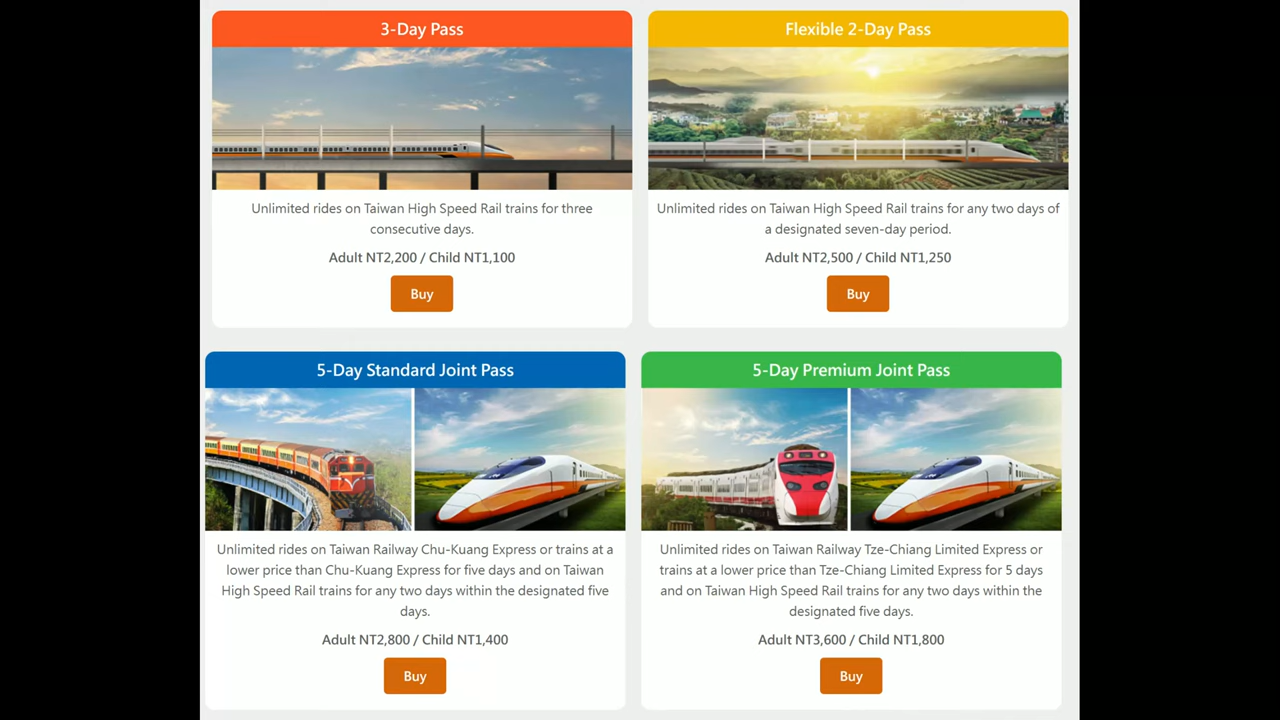 3-Day Pass
Unlimited rides on Taiwan High Speed Rail trains for three
consecutive days.
Adult NT2,200 / Child NT1,100
Buy
Flexible 2-Day Pass
Unlimited rides on Taiwan High Speed Rail trains for any two days of
a designated seven-day period.
Adult NT2,500 / Child NT1,250
Buy
5-Day Standard Joint Pass
Unlimited rides on Taiwan Railway Chu-Kuang Express or trains at a
lower price than Chu-Kuang Express for five days and on Taiwan
High Speed Rail trains for any two days within the designated five
days.
Adult NT2,800 / Child NT1,400
Buy
5-Day Premium Joint Pass
Unlimited rides on Taiwan Railway Tze-Chiang Limited Express or
trains at a lower price than Tze-Chiang Limited Express for 5 days
and on Taiwan High Speed Rail trains for any two days within the
designated five days.
Adult NT3,600 / Child NT1,800
Buy